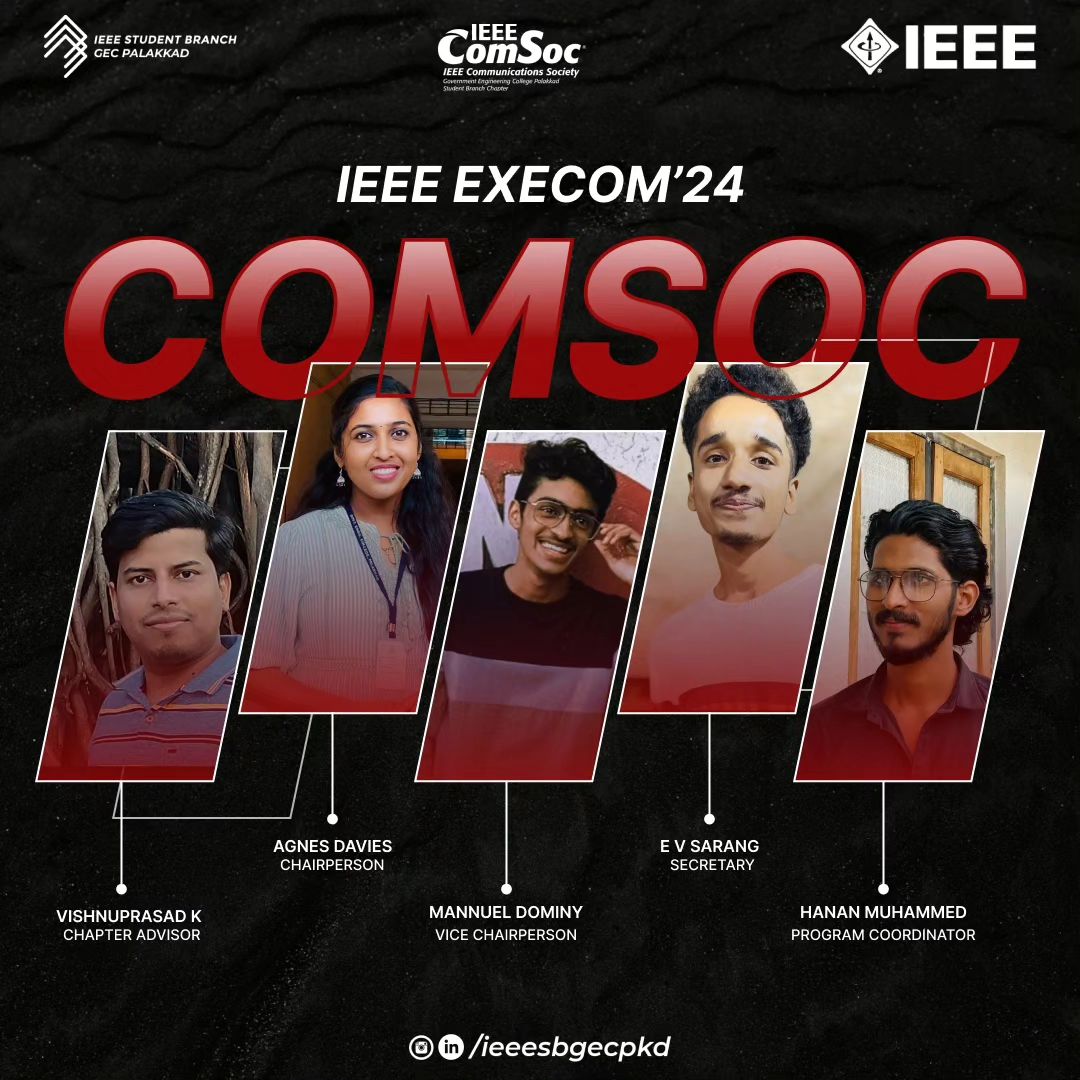 IEEE STUDENT BRANCH
GEC PALAKKAD
IEEE
ComSoc
IEEE Communications Society
Government Engineering College Palakkad
Student Branch Chapter
IEEE
IEEE EXECOM’24
COMSOC
AGNES DAVIES
CHAIRPERSON
E V SARANG
SECRETARY
VISHNUPRASAD K
CHAPTER ADVISOR
MANNUEL DOMINY
VICE CHAIRPERSON
HANAN MUHAMMED
PROGRAM COORDINATOR
in /ieeesbgecpkd